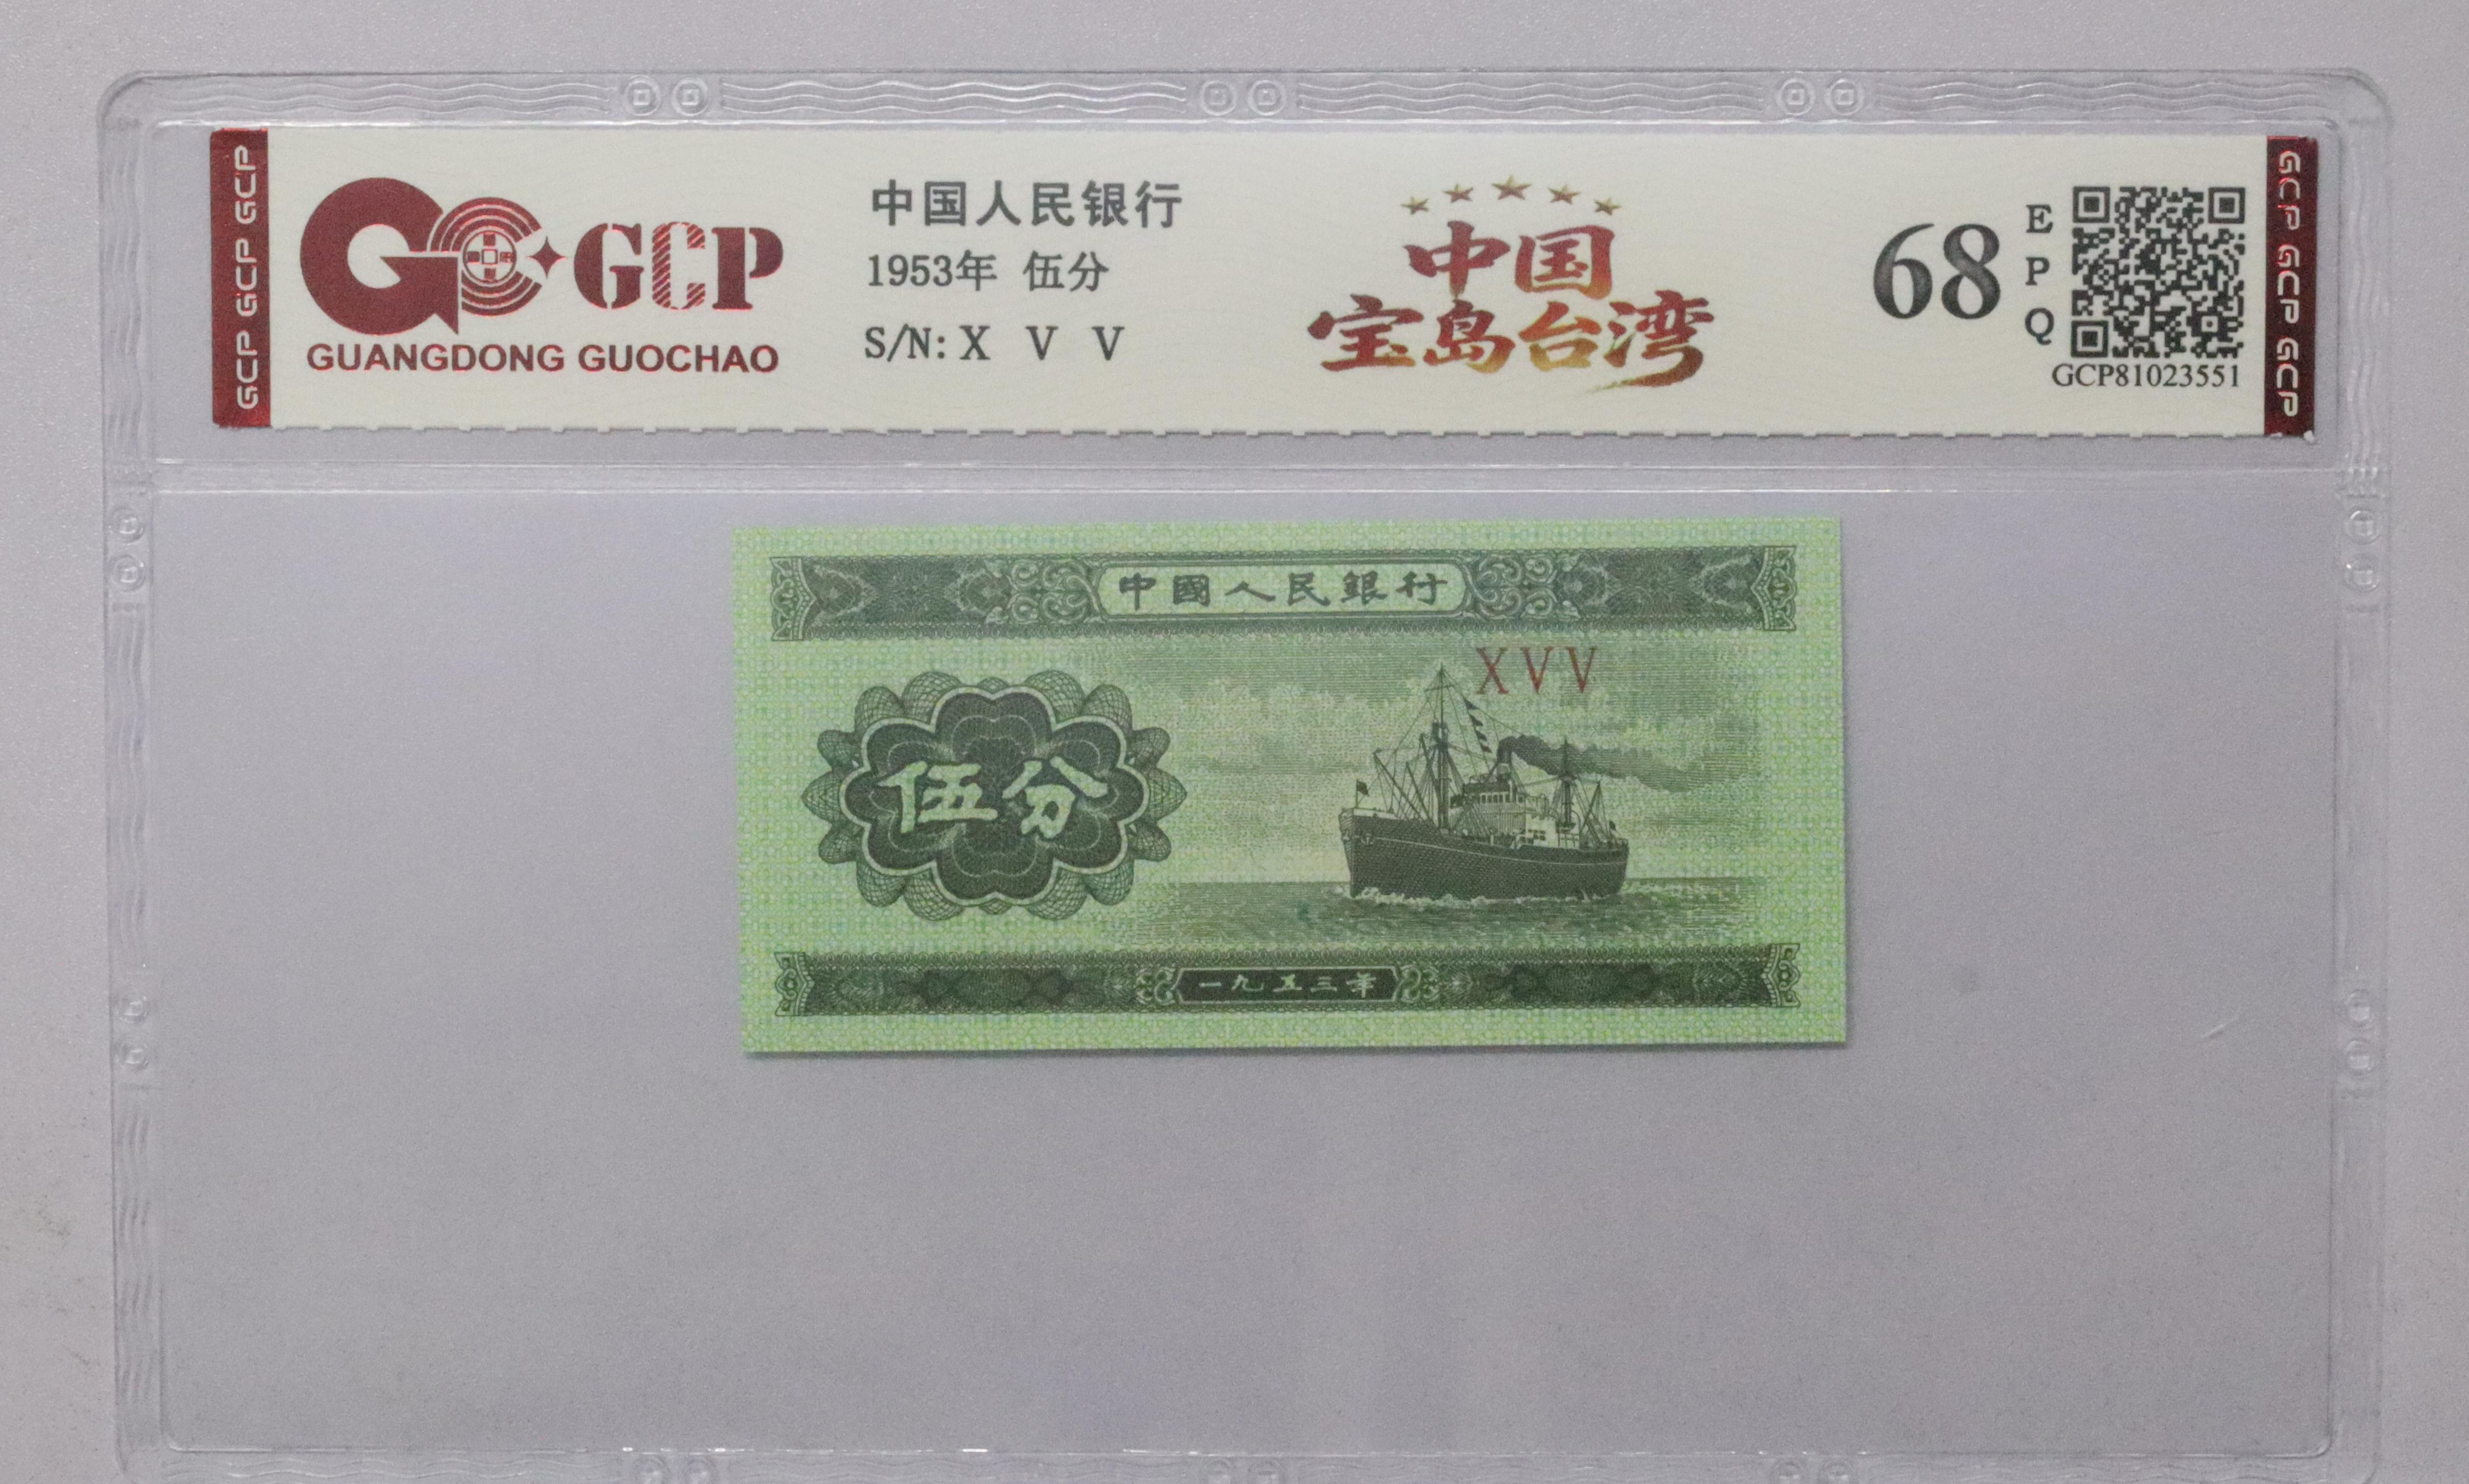 GCP GCP GCP
GCP
GUANGDONG GUOCHAO
中国人民银行
1953年 伍分
S/N: X V V
中国
宝岛台湾
68
E
P
Q
GCP81023551
GCP GCP GCP
中國人民銀行
XVV
伍分
一九五三年